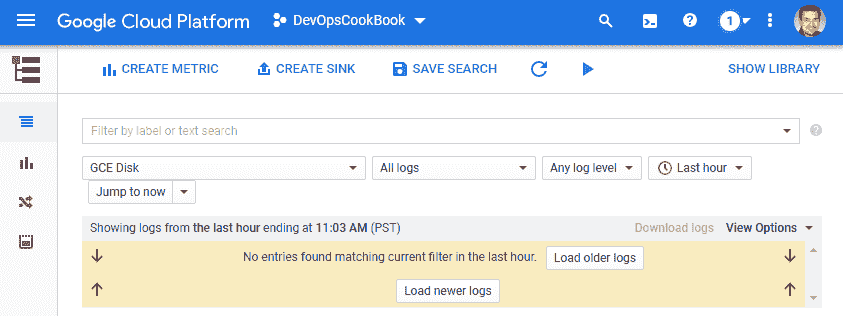 Google Cloud Platform DevOpsCookBook 1
CREATE METRIC CREATE SINK SAVE SEARCH SHOW LIBRARY
Filter by label or text search
GCE Disk All logs Any log level Last hour
Jump to now
Showing logs from the last hour ending at 11:03 AM (PST) Download logs View Options
No entries found matching current filter in the last hour. Load older logs
Load newer logs